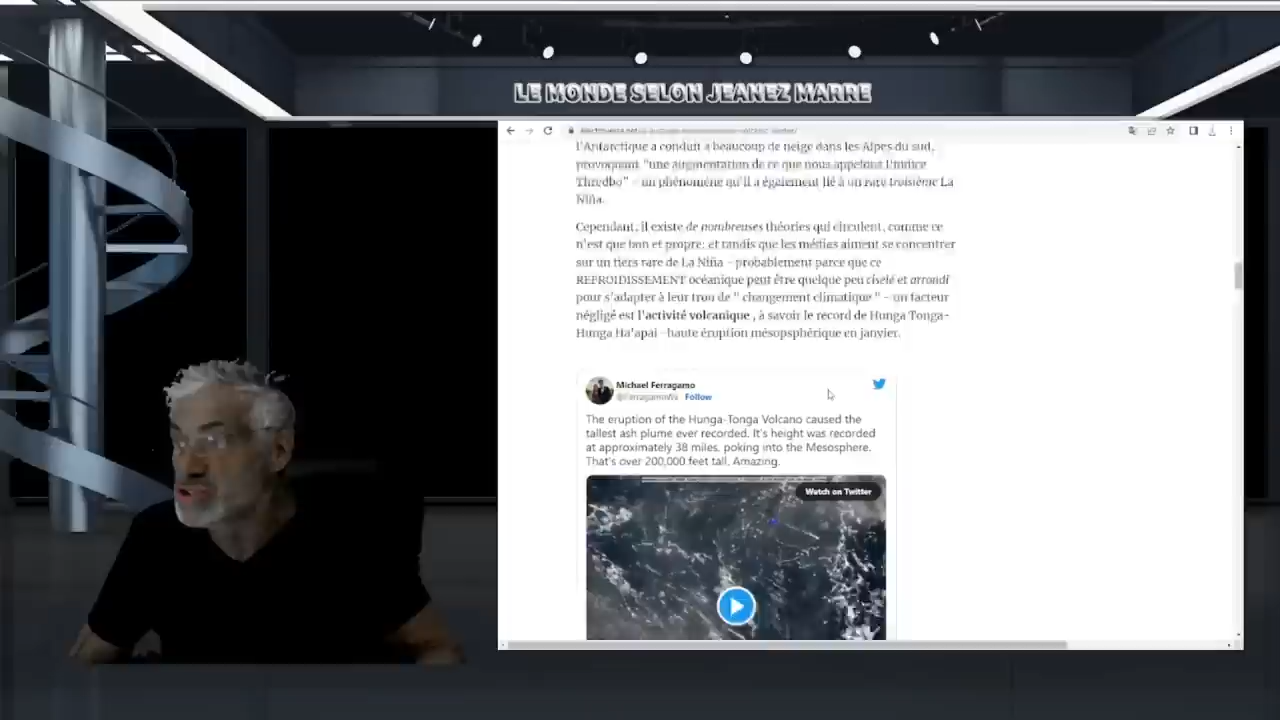 LE MONDE SELON JEANEZ MARRE
l'Antarctique a conduit à beaucoup de neige dans les Alpes du sud,
provoquant "une augmentation de ce que nous appelons l'indice
Thredbo" - un phénomène qu'il a également lié à un rare troisième La
Niña.
Cependant, il existe de nombreuses théories qui circulent, comme ce
n'est que bon et propre; et tandis que les médias aiment se concentrer
sur un tiers rare de La Niña - probablement parce que ce
REFROIDISSEMENT océanique peut être quelque peu ciselé et arrondi
pour s'adapter à leur trou de " changement climatique " - un facteur
négligé est l'activité volcanique , à savoir le record de Hunga Tonga-
Hunga Ha'apai -haute éruption mésopsphérique en janvier.
Michael Ferragamo
@FerragamoWx Follow
The eruption of the Hunga-Tonga Volcano caused the
tallest ash plume ever recorded. It's height was recorded
at approximately 38 miles, poking into the Mesosphere.
That's over 200,000 feet tall. Amazing.
Watch on Twitter